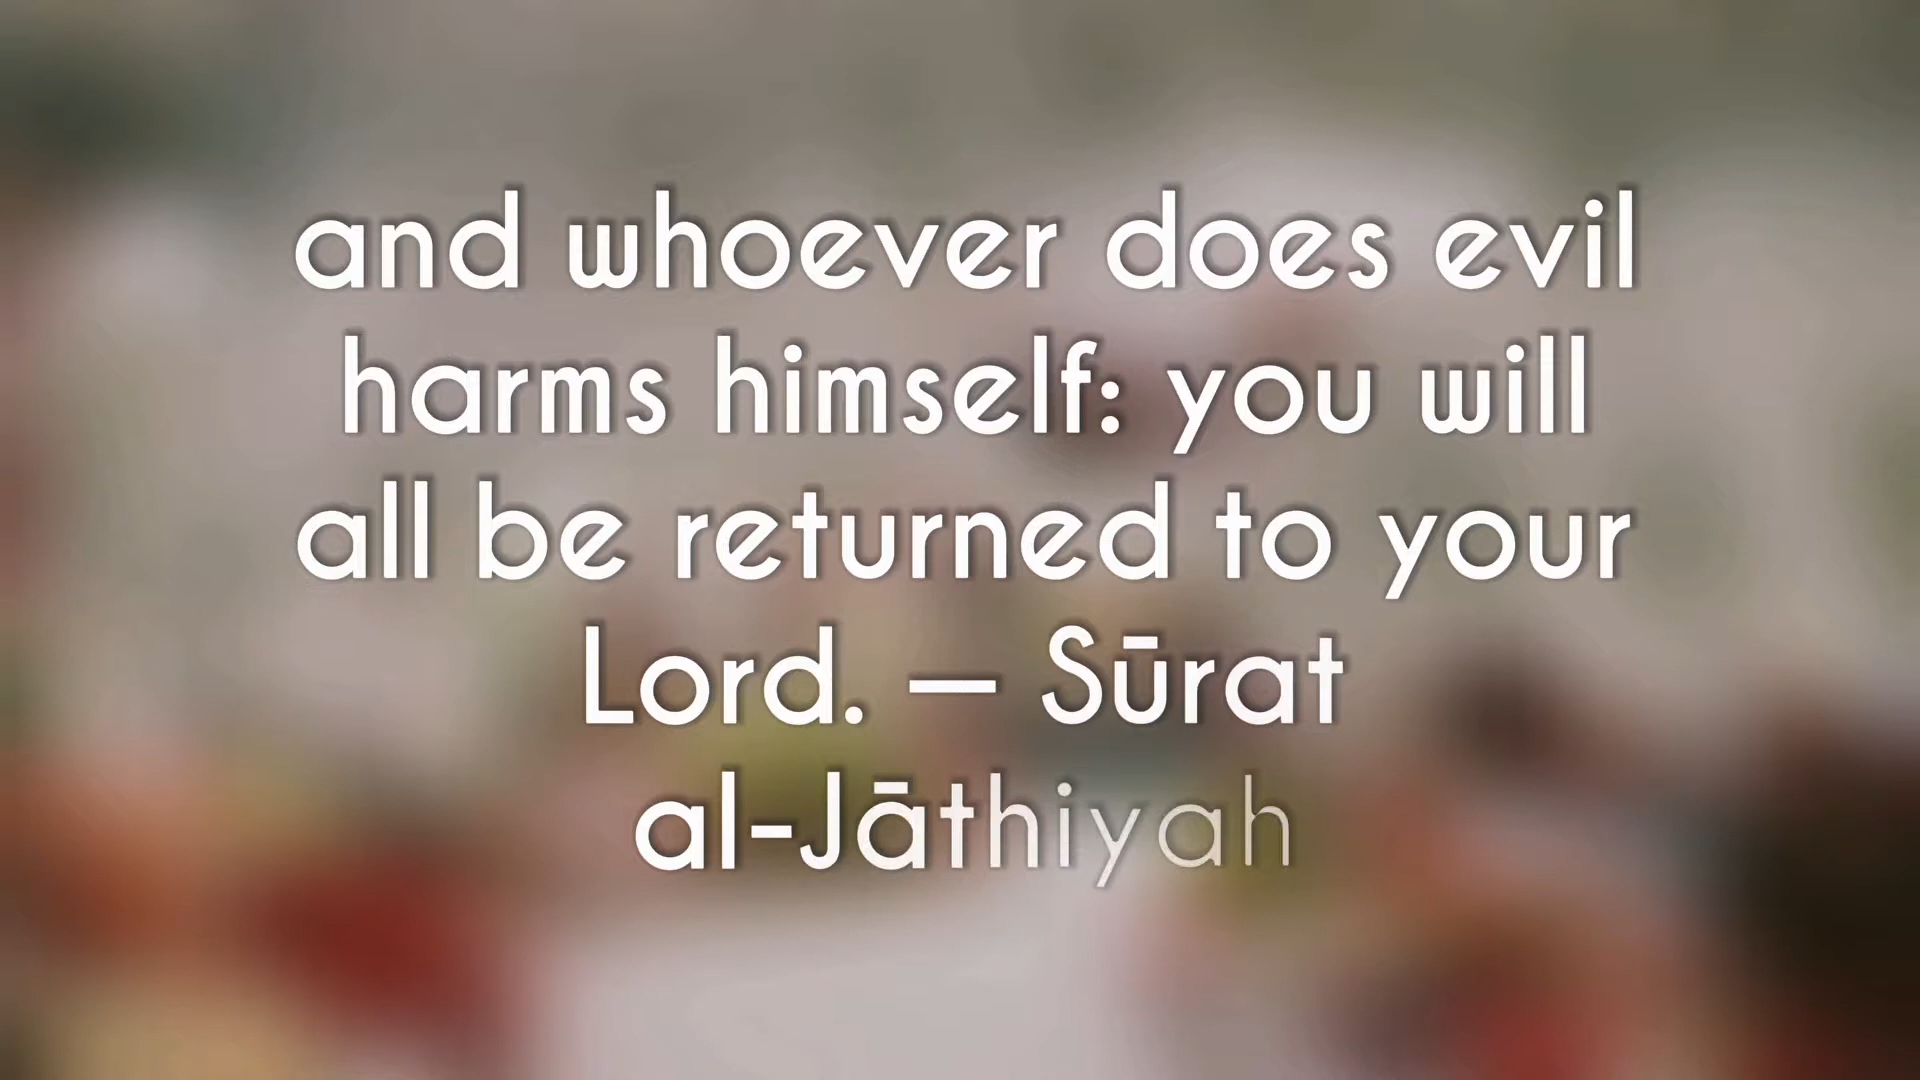 and whoever does evil
harms himself: you will
all be returned to your
Lord. – Sūrat
al-Jāthiyah